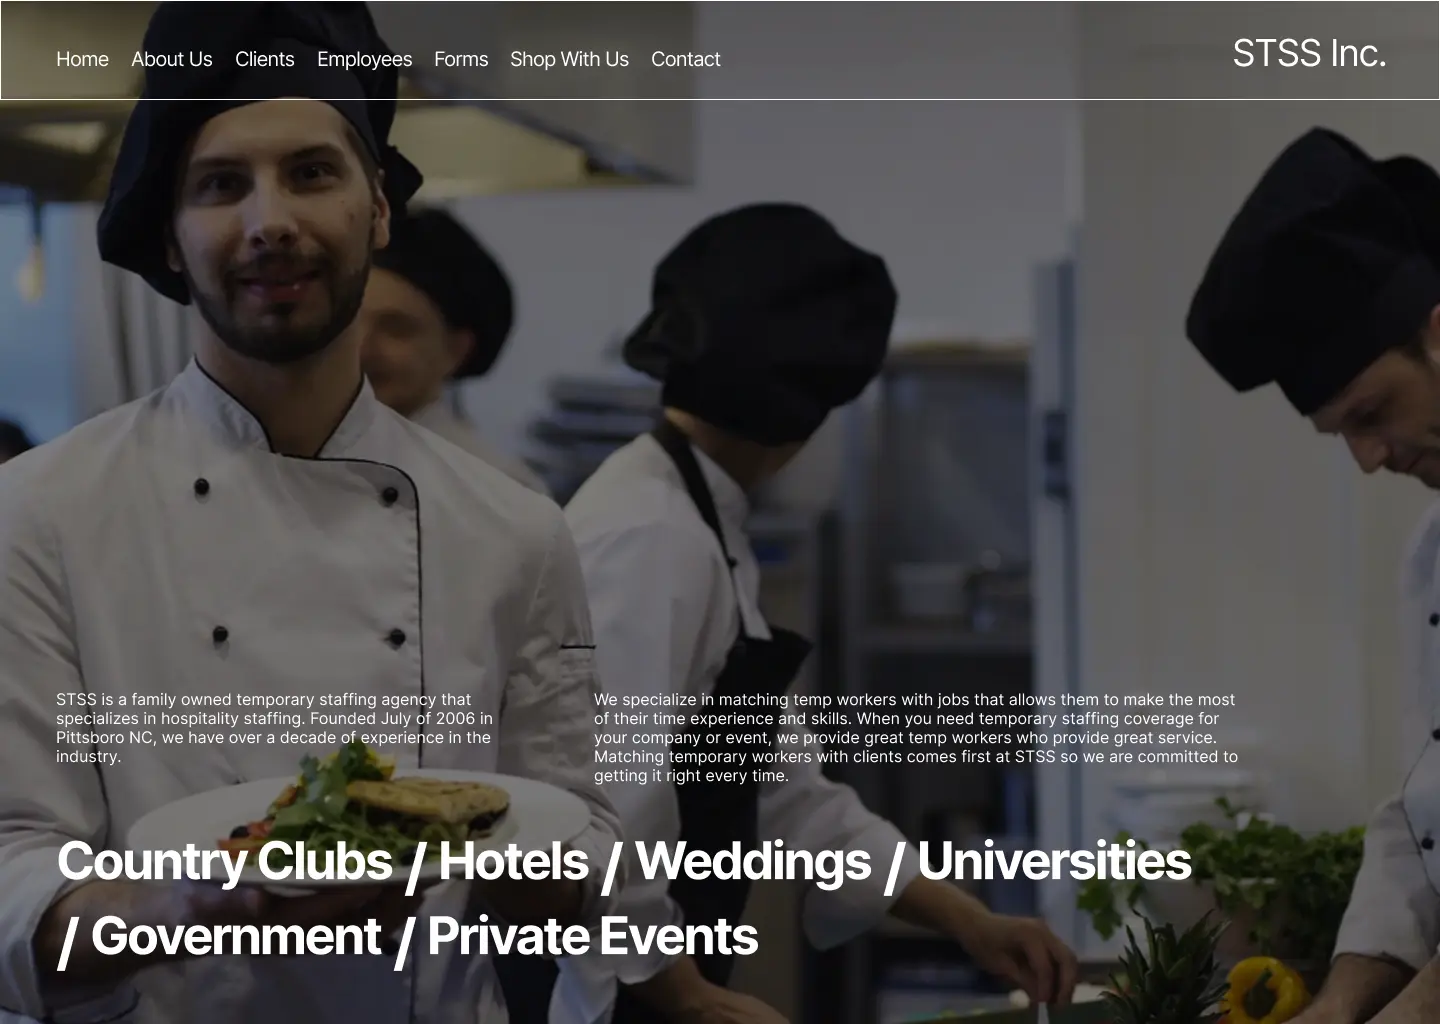 Home About Us Clients Employees Forms Shop With Us Contact STSS Inc.
STSS is a family owned temporary staffing agency that
specializes in hospitality staffing. Founded July of 2006 in
Pittsboro NC, we have over a decade of experience in the
industry.
We specialize in matching temp workers with jobs that allows them to make the most
of their time experience and skills. When you need temporary staffing coverage for
your company or event, we provide great temp workers who provide great service.
Matching temporary workers with clients comes first at STSS so we are committed to
getting it right every time.
Country Clubs / Hotels / Weddings / Universities
/ Government / Private Events